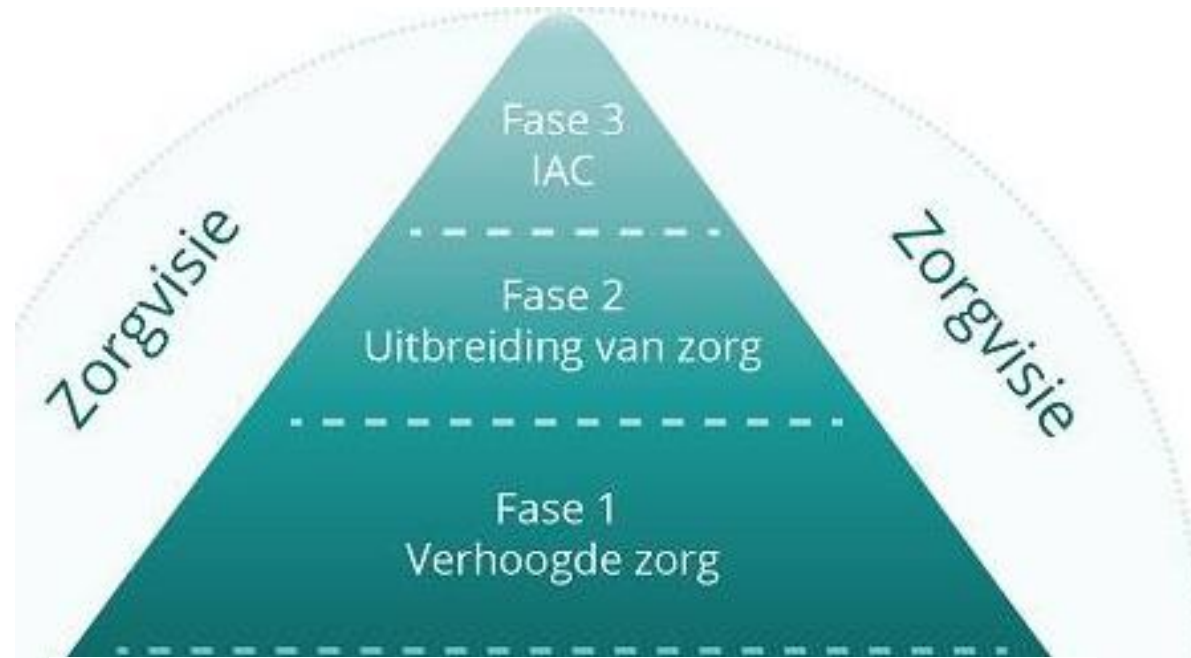 Fase 3
IAC
Zorgvisie
Zorgvisie
Fase 2
Uitbreiding van zorg
Fase 1
Verhoogde zorg